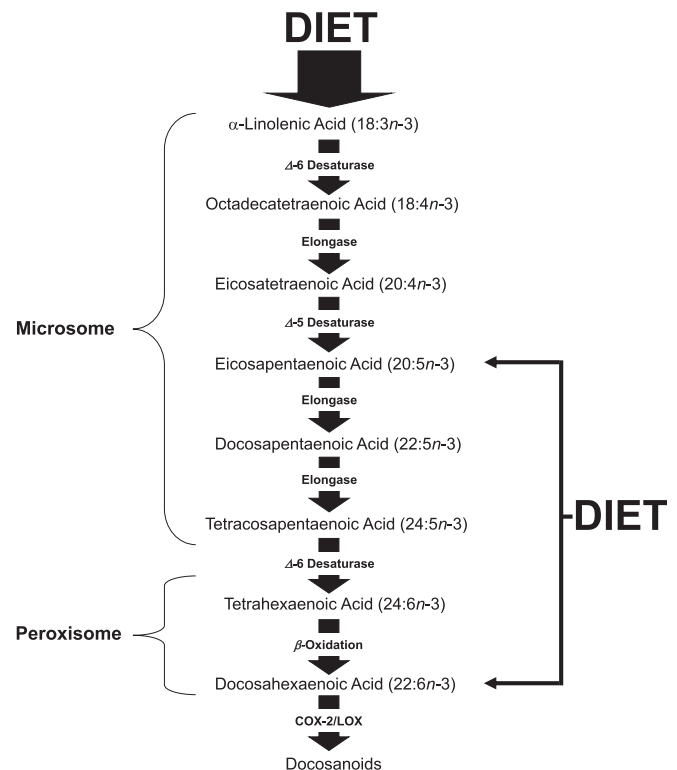 DIET
α-Linolenic Acid (18:3n-3)
Δ-6 Desaturase
Octadecatetraenoic Acid (18:4n-3)
Elongase
Eicosatetraenoic Acid (20:4n-3)
Δ-5 Desaturase
Microsome
Eicosapentaenoic Acid (20:5n-3)
Elongase
Docosapentaenoic Acid (22:5n-3)
Elongase
DIET
Tetracosapentaenoic Acid (24:5n-3)
Δ-6 Desaturase
Tetrahexaenoic Acid (24:6n-3)
Peroxisome
β-Oxidation
Docosahexaenoic Acid (22:6n-3)
COX-2/LOX
Docosanoids